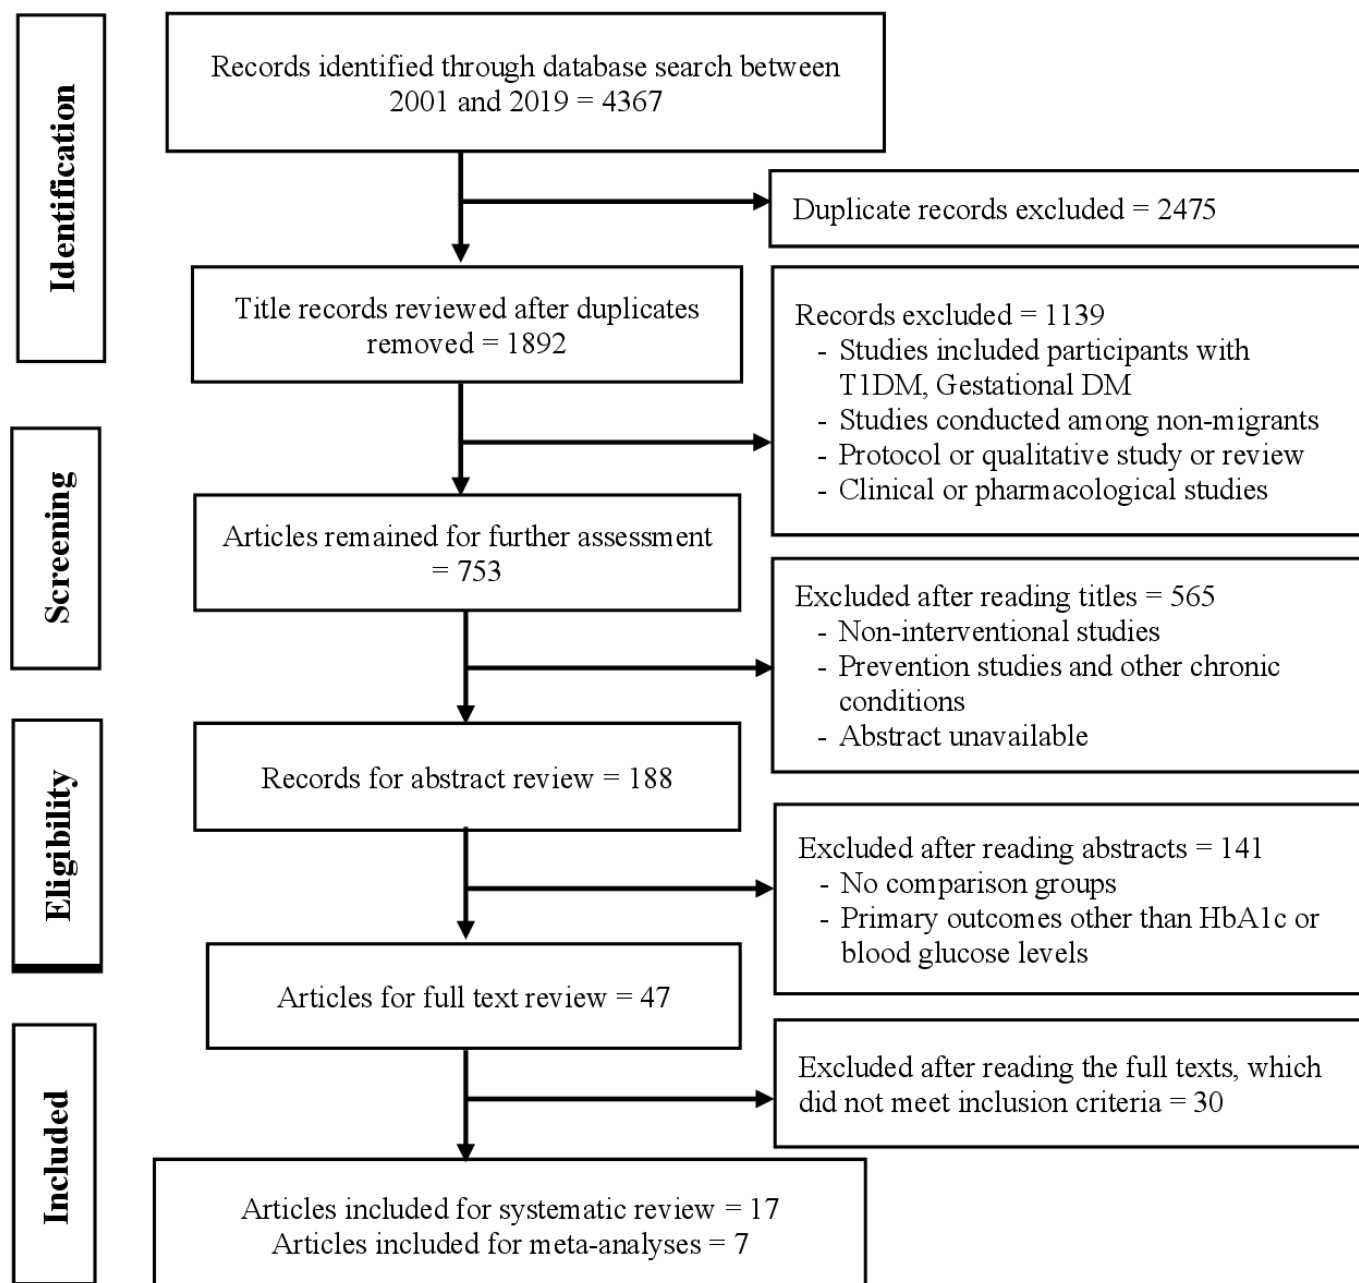 Identification
Records identified through database search between
2001 and 2019 = 4367
Duplicate records excluded = 2475
Title records reviewed after duplicates
removed = 1892
Records excluded = 1139
- Studies included participants with
T1DM, Gestational DM
- Studies conducted among non-migrants
- Protocol or qualitative study or review
- Clinical or pharmacological studies
Screening
Articles remained for further assessment
= 753
Excluded after reading titles = 565
- Non-interventional studies
- Prevention studies and other chronic
conditions
- Abstract unavailable
Eligibility
Records for abstract review = 188
Excluded after reading abstracts = 141
- No comparison groups
- Primary outcomes other than HbA1c or
blood glucose levels
Articles for full text review = 47
Excluded after reading the full texts, which
did not meet inclusion criteria = 30
Included
Articles included for systematic review = 17
Articles included for meta-analyses = 7